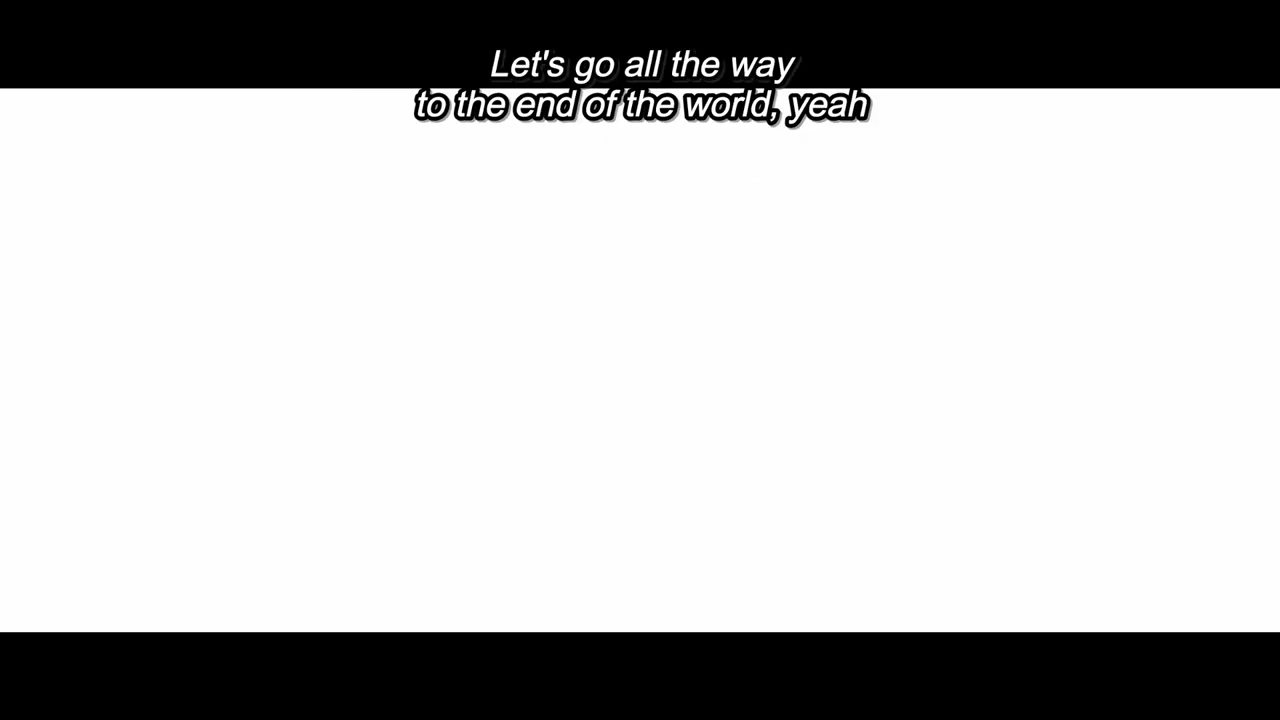 Let's go all the way
to the end of the world, yeah